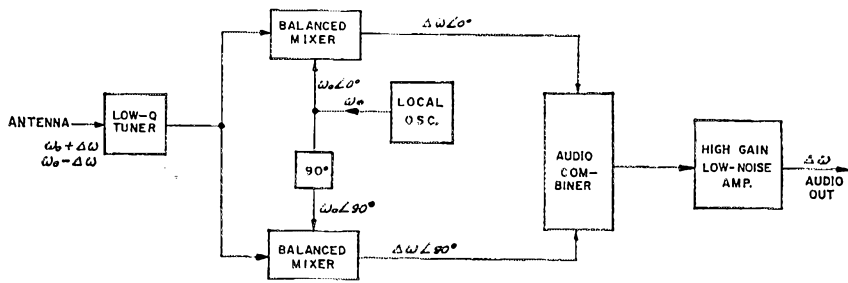 BALANCED
MIXER
Δω∠0°
ω₀∠0°
ω₀
LOCAL
OSC.
ANTENNA
LOW-Q
TUNER
ω₀+Δω
ω₀-Δω
90°
ω₀∠90°
AUDIO
COM-
BINER
HIGH GAIN
LOW-NOISE
AMP.
Δω
AUDIO
OUT
BALANCED
MIXER
Δω∠90°